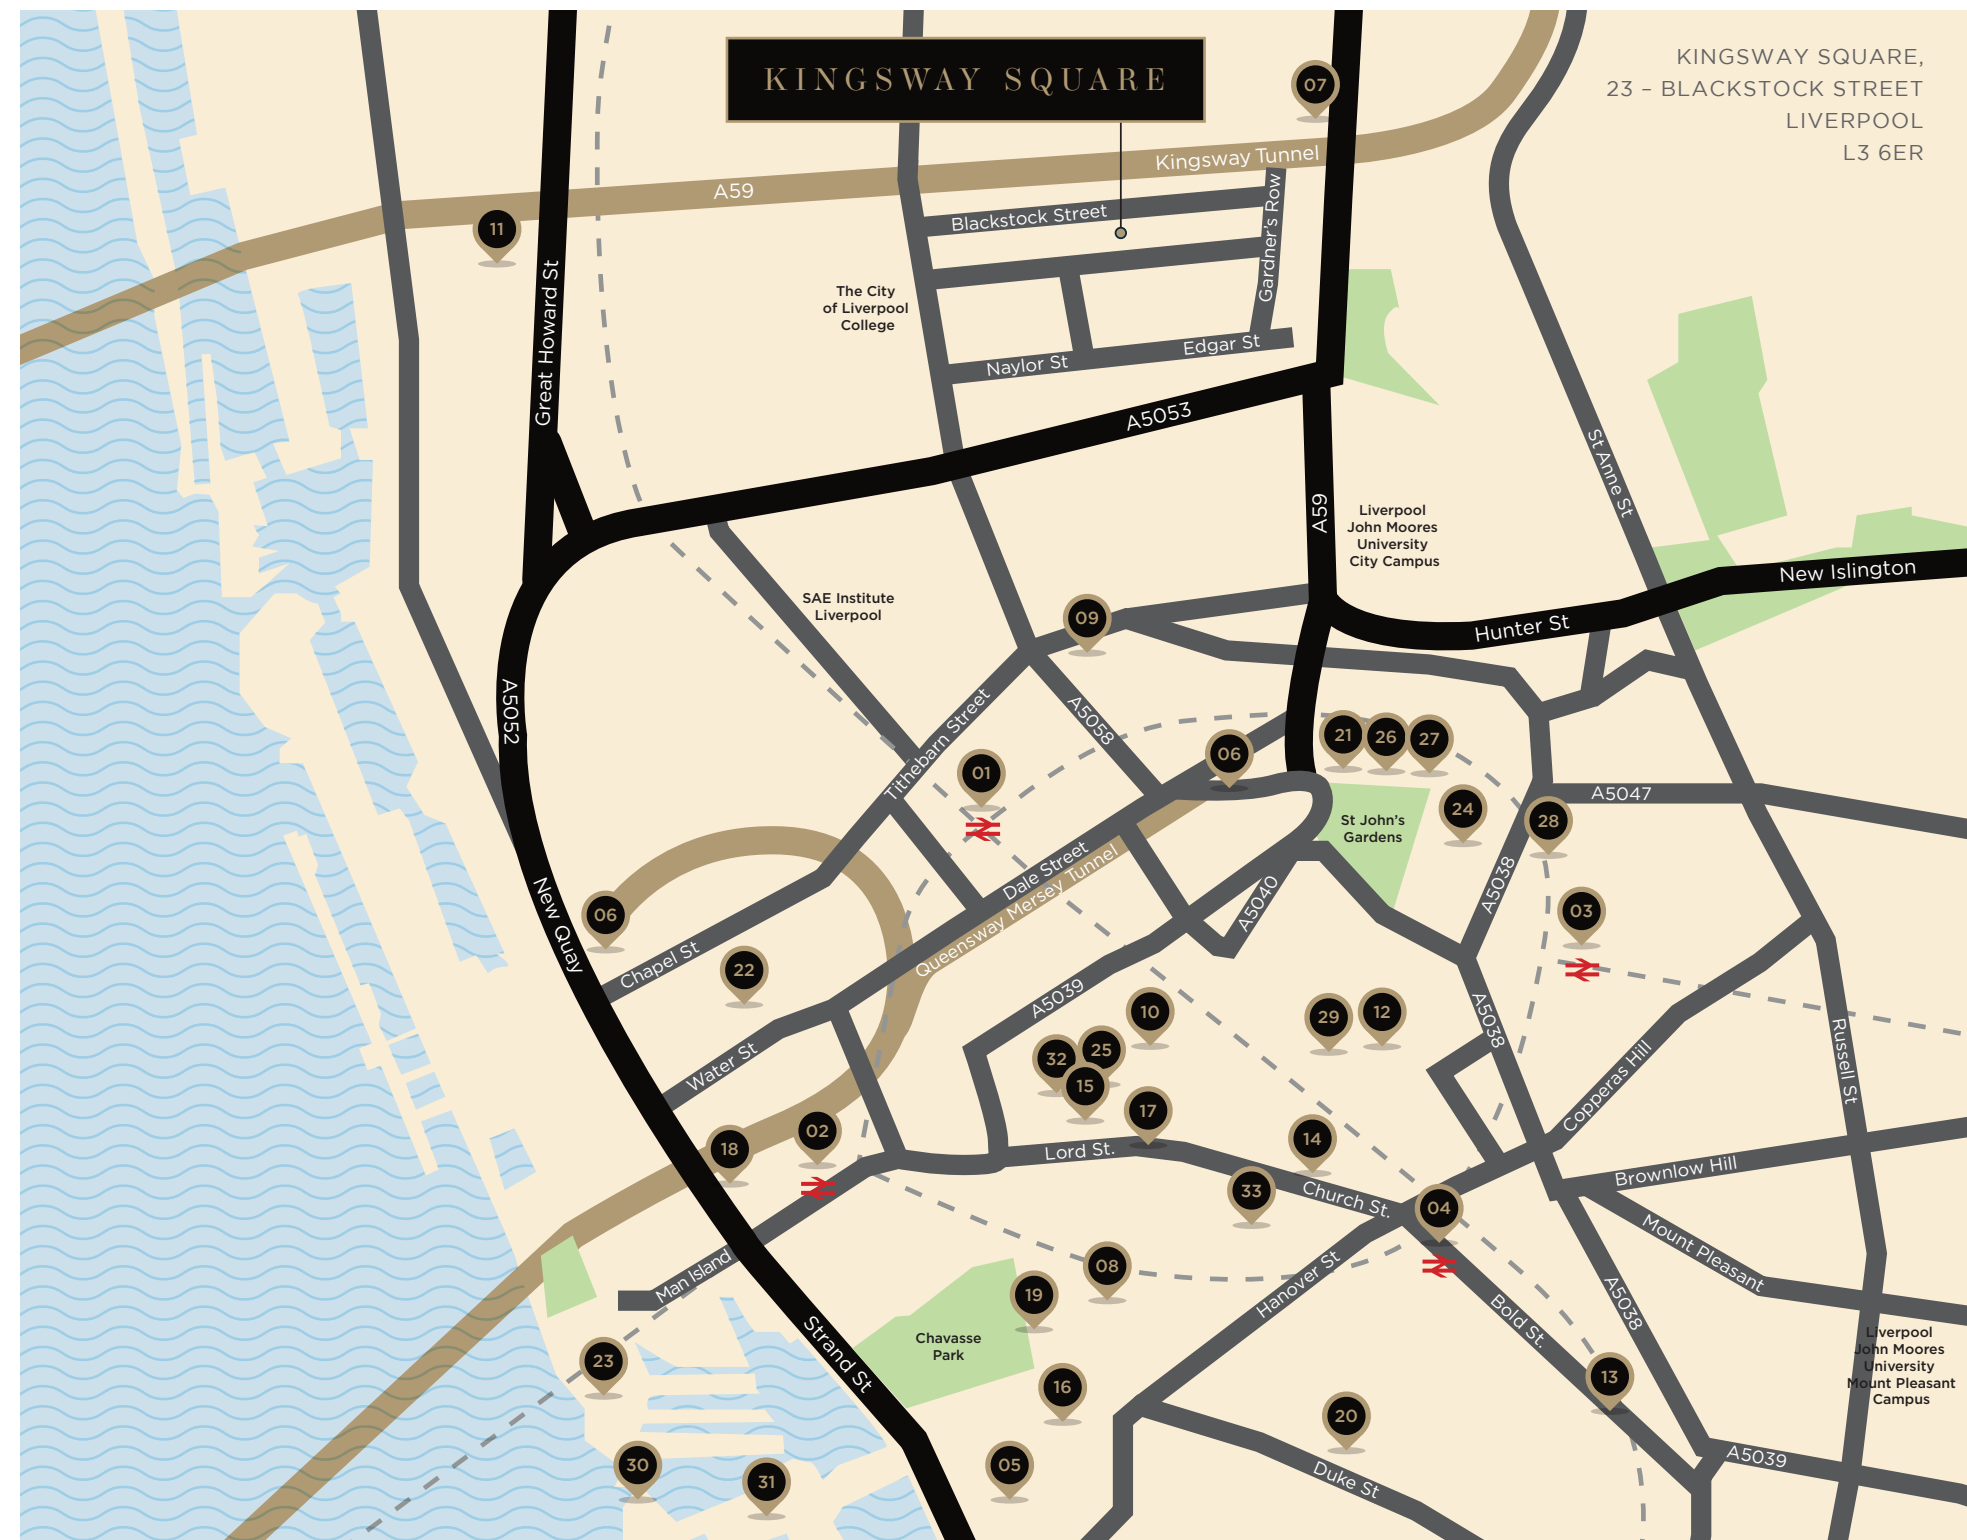 KINGSWAY SQUARE
KINGSWAY SQUARE,
23 – BLACKSTOCK STREET
LIVERPOOL
L3 6ER
07
Kingsway Tunnel
A59
11
Blackstock Street
Gardner's Row
Great Howard St
The City
of Liverpool
College
Naylor St
Edgar St
A5053
St Anne St
A59
Liverpool
John Moores
University
City Campus
New Islington
SAE Institute
Liverpool
09
Hunter St
A5052
Tithebarn Street
A5058
01
06
21
26
27
24
28
A5047
St John's
Gardens
Dale Street
Queensway Mersey Tunnel
A5040
A5038
03
06
New Quay
Chapel St
22
A5039
10
29
12
A5038
32
25
15
17
Water St
Copperas Hill
Russell St
18
02
Lord St.
14
33
Church St.
04
Brownlow Hill
Mount Pleasant
Man Island
08
19
Hanover St
Bold St.
A5038
Strand St
Chavasse
Park
Liverpool
John Moores
University
Mount Pleasant
Campus
23
16
13
20
30
31
05
Duke St
A5039